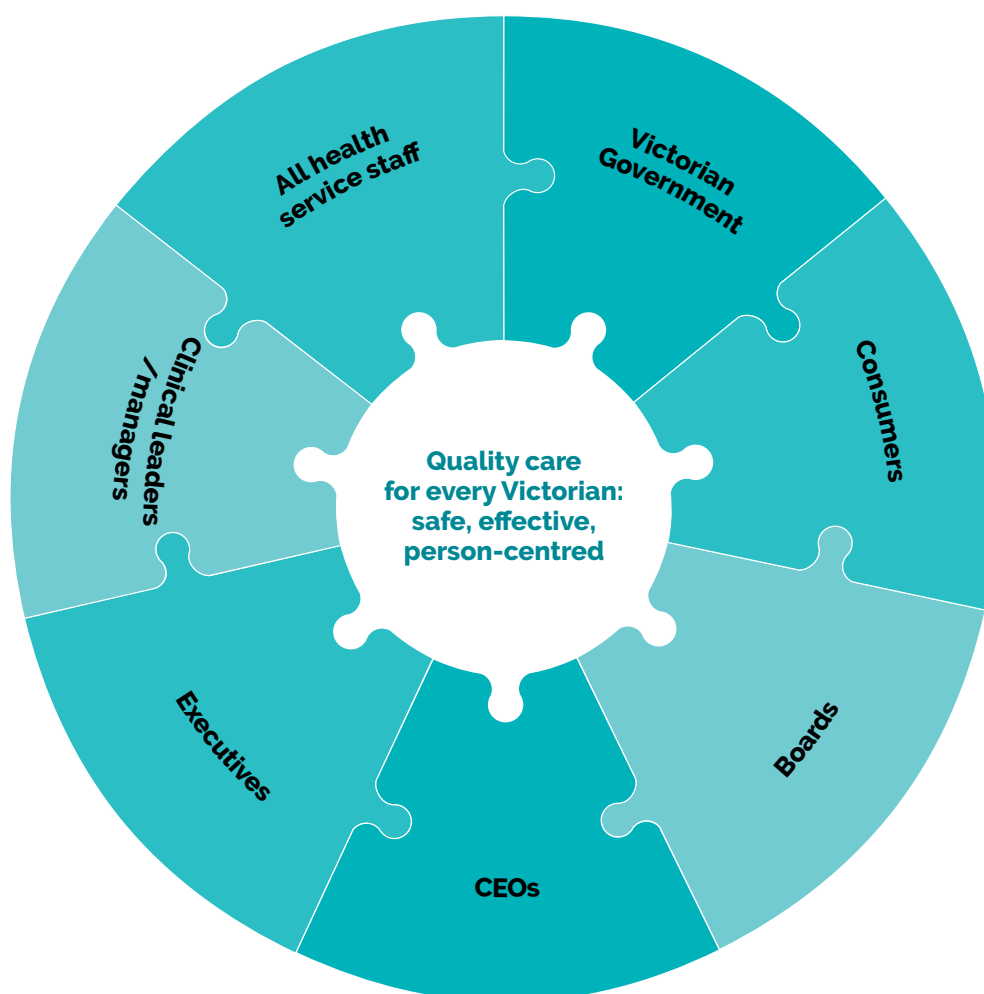 Victorian
Government
Consumers
Boards
CEOs
Executives
Clinical leaders
/managers
All health
service staff
Quality care
for every Victorian:
safe, effective,
person-centred